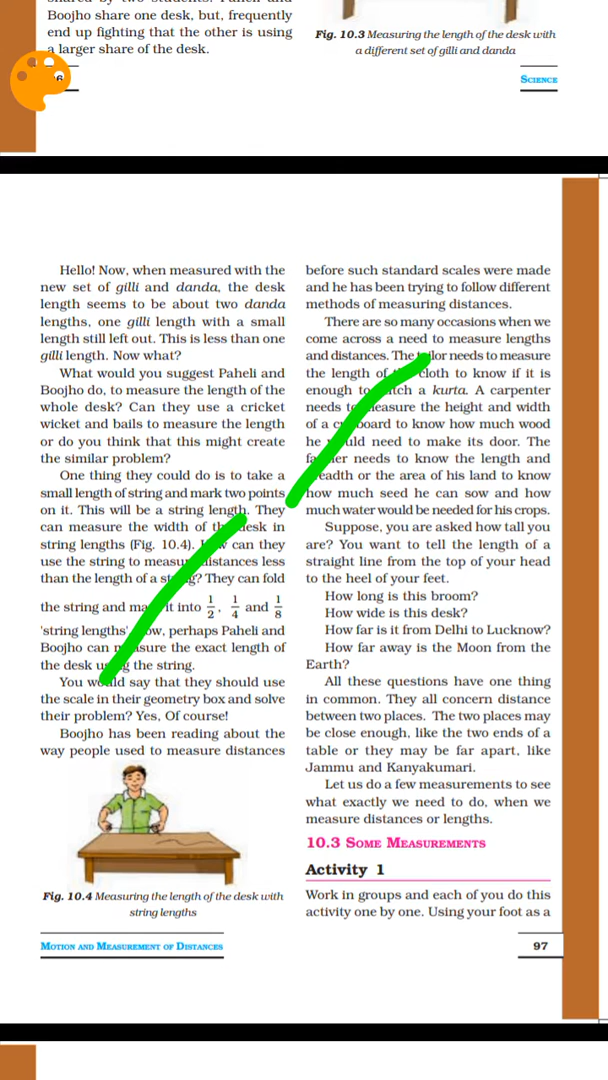 Boojho share one desk, but, frequently
end up fighting that the other is using
a larger share of the desk.
Fig. 10.3 Measuring the length of the desk with
a different set of gilli and danda
6
SCIENCE
Hello! Now, when measured with the
new set of gilli and danda, the desk
length seems to be about two danda
lengths, one gilli length with a small
length still left out. This is less than one
gilli length. Now what?
What would you suggest Paheli and
Boojho do, to measure the length of the
whole desk? Can they use a cricket
wicket and bails to measure the length
or do you think that this might create
the similar problem?
One thing they could do is to take a
small length of string and mark two points
on it. This will be a string length. They
can measure the width of the desk in
string lengths (Fig. 10.4). can they
use the string to measure distances less
than the length of a string? They can fold
the string and mark it into 1/2, 1/4 and 1/8
'string lengths'. Now, perhaps Paheli and
Boojho can measure the exact length of
the desk using the string.
You would say that they should use
the scale in their geometry box and solve
their problem? Yes, Of course!
Boojho has been reading about the
way people used to measure distances
Fig. 10.4 Measuring the length of the desk with
string lengths
MOTION AND MEASUREMENT OF DISTANCES
before such standard scales were made
and he has been trying to follow different
methods of measuring distances.
There are so many occasions when we
come across a need to measure lengths
and distances. The tailor needs to measure
the length of the cloth to know if it is
enough to stitch a kurta. A carpenter
needs to measure the height and width
of a cupboard to know how much wood
he would need to make its door. The
farmer needs to know the length and
breadth or the area of his land to know
how much seed he can sow and how
much water would be needed for his crops.
Suppose, you are asked how tall you
are? You want to tell the length of a
straight line from the top of your head
to the heel of your feet.
How long is this broom?
How wide is this desk?
How far is it from Delhi to Lucknow?
How far away is the Moon from the
Earth?
All these questions have one thing
in common. They all concern distance
between two places. The two places may
be close enough, like the two ends of a
table or they may be far apart, like
Jammu and Kanyakumari.
Let us do a few measurements to see
what exactly we need to do, when we
measure distances or lengths.
10.3 SOME MEASUREMENTS
Activity 1
Work in groups and each of you do this
activity one by one. Using your foot as a
97